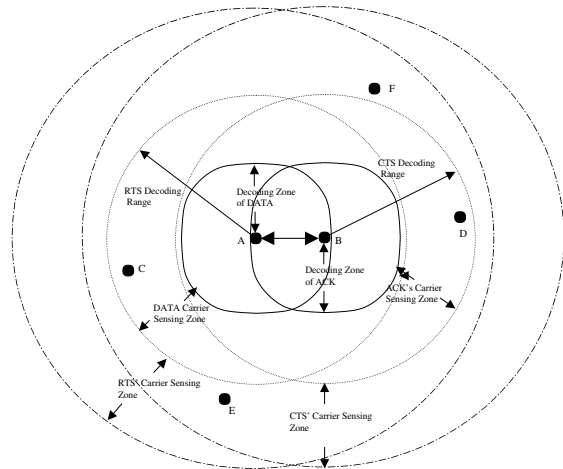 F
CTS Decoding
Range
RTS Decoding
Range
Decoding Zone
of DATA
D
A
B
C
Decoding Zone
of ACK
ACK's Carrier
Sensing Zone
DATA Carrier
Sensing Zone
RTS' Carrier Sensing
Zone
E
CTS' Carrier Sensing
Zone